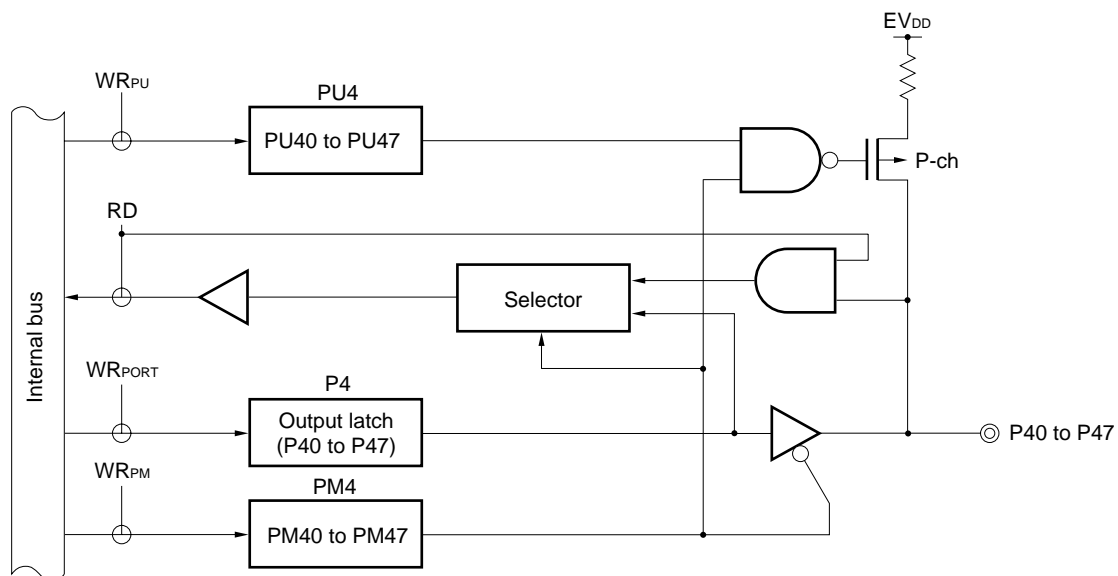 EVDD
WRPU
PU4
PU40 to PU47
P-ch
RD
Selector
Internal bus
WRPORT
P4
Output latch
(P40 to P47)
P40 to P47
WRPM
PM4
PM40 to PM47